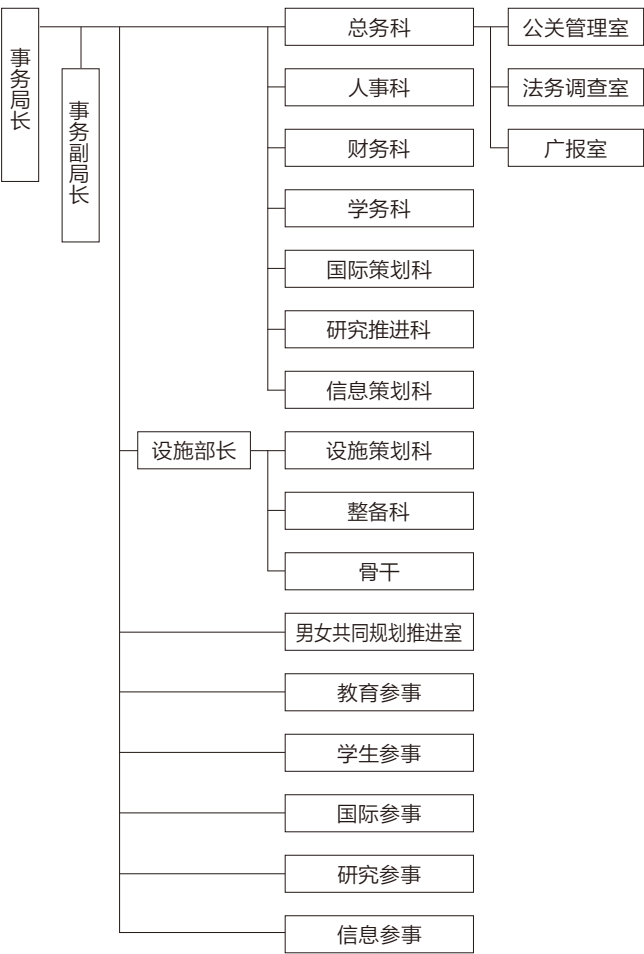 事务局长
事务副局长
总务科
公关管理室
人事科
法务调查室
财务科
广报室
学务科
国际策划科
研究推进科
信息策划科
设施部长
设施策划科
整备科
骨干
男女共同规划推进室
教育参事
学生参事
国际参事
研究参事
信息参事